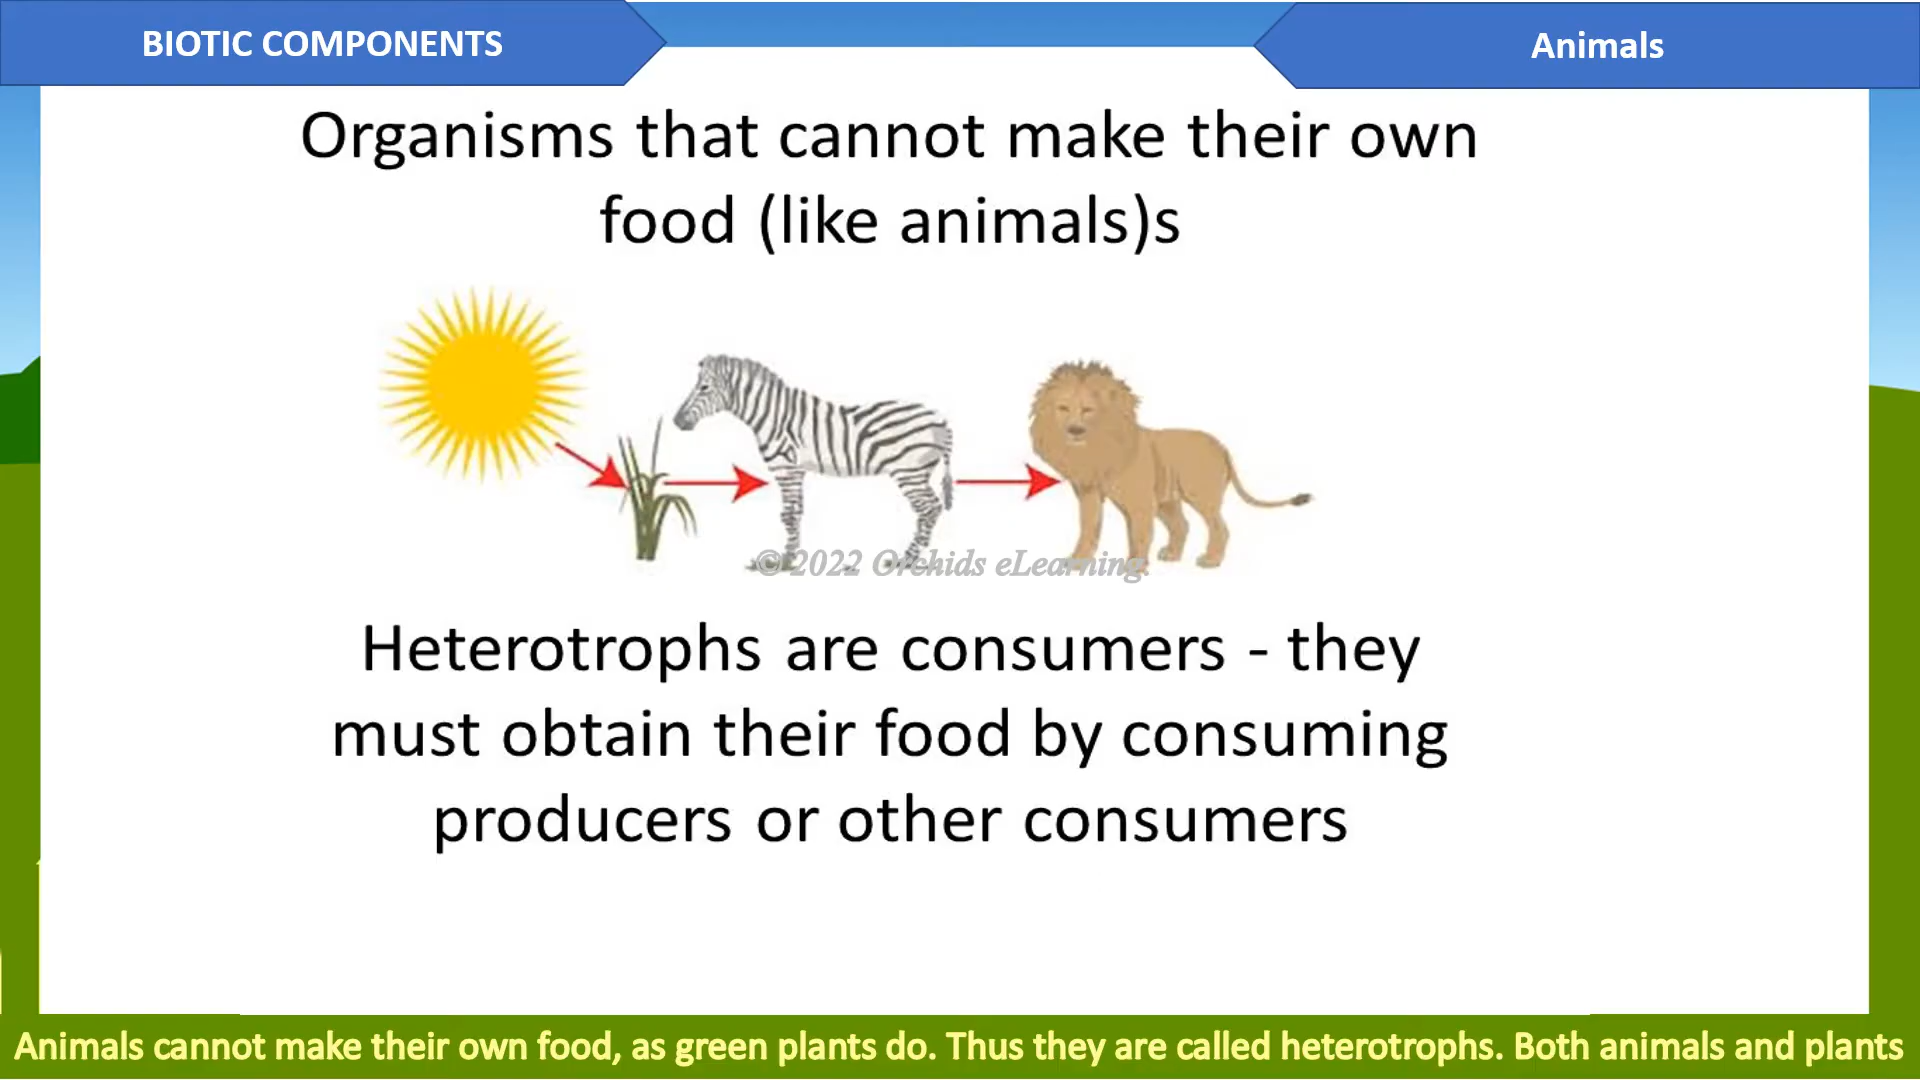 BIOTIC COMPONENTS
Animals
Organisms that cannot make their own
food (like animals)s
© 2022 Orchids eLearning.
Heterotrophs are consumers - they
must obtain their food by consuming
producers or other consumers
Animals cannot make their own food, as green plants do. Thus they are called heterotrophs. Both animals and plants